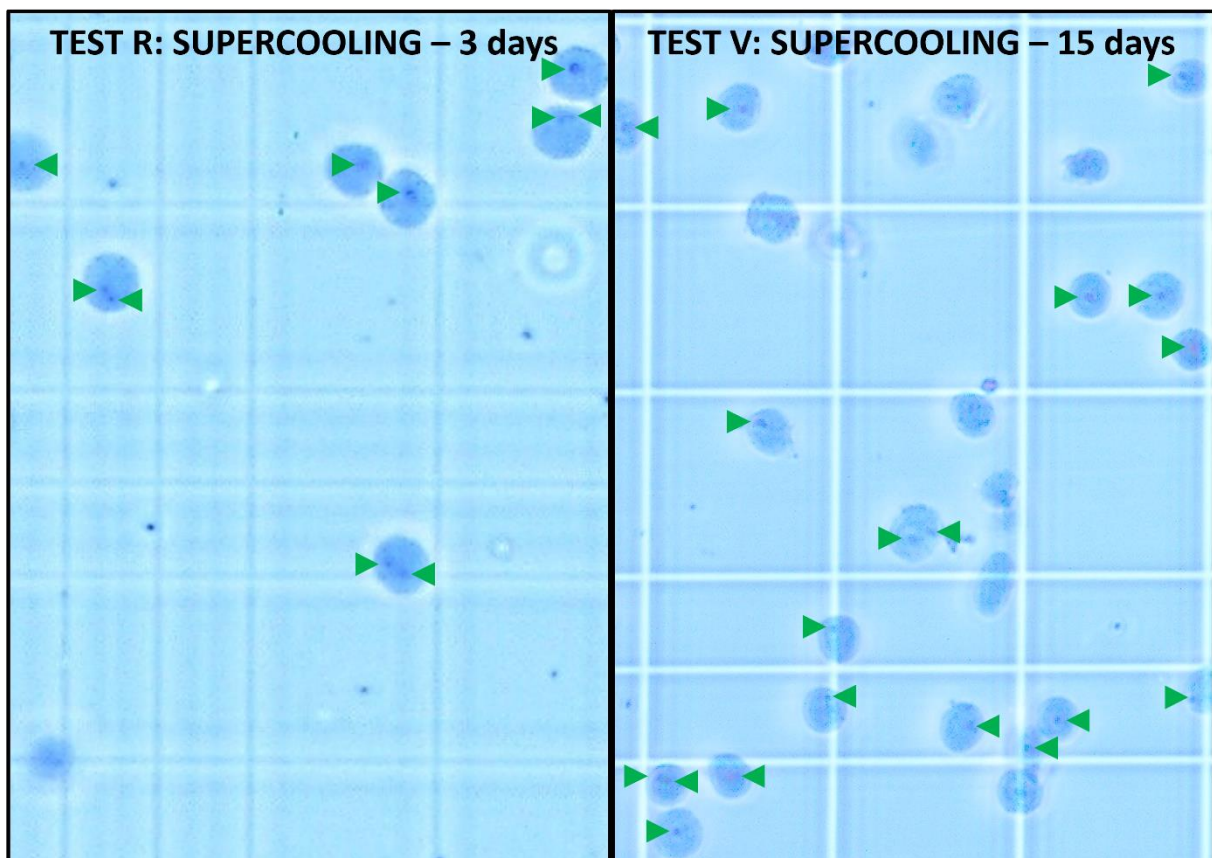 TEST R: SUPERCOOLING – 3 days
TEST V: SUPERCOOLING – 15 days